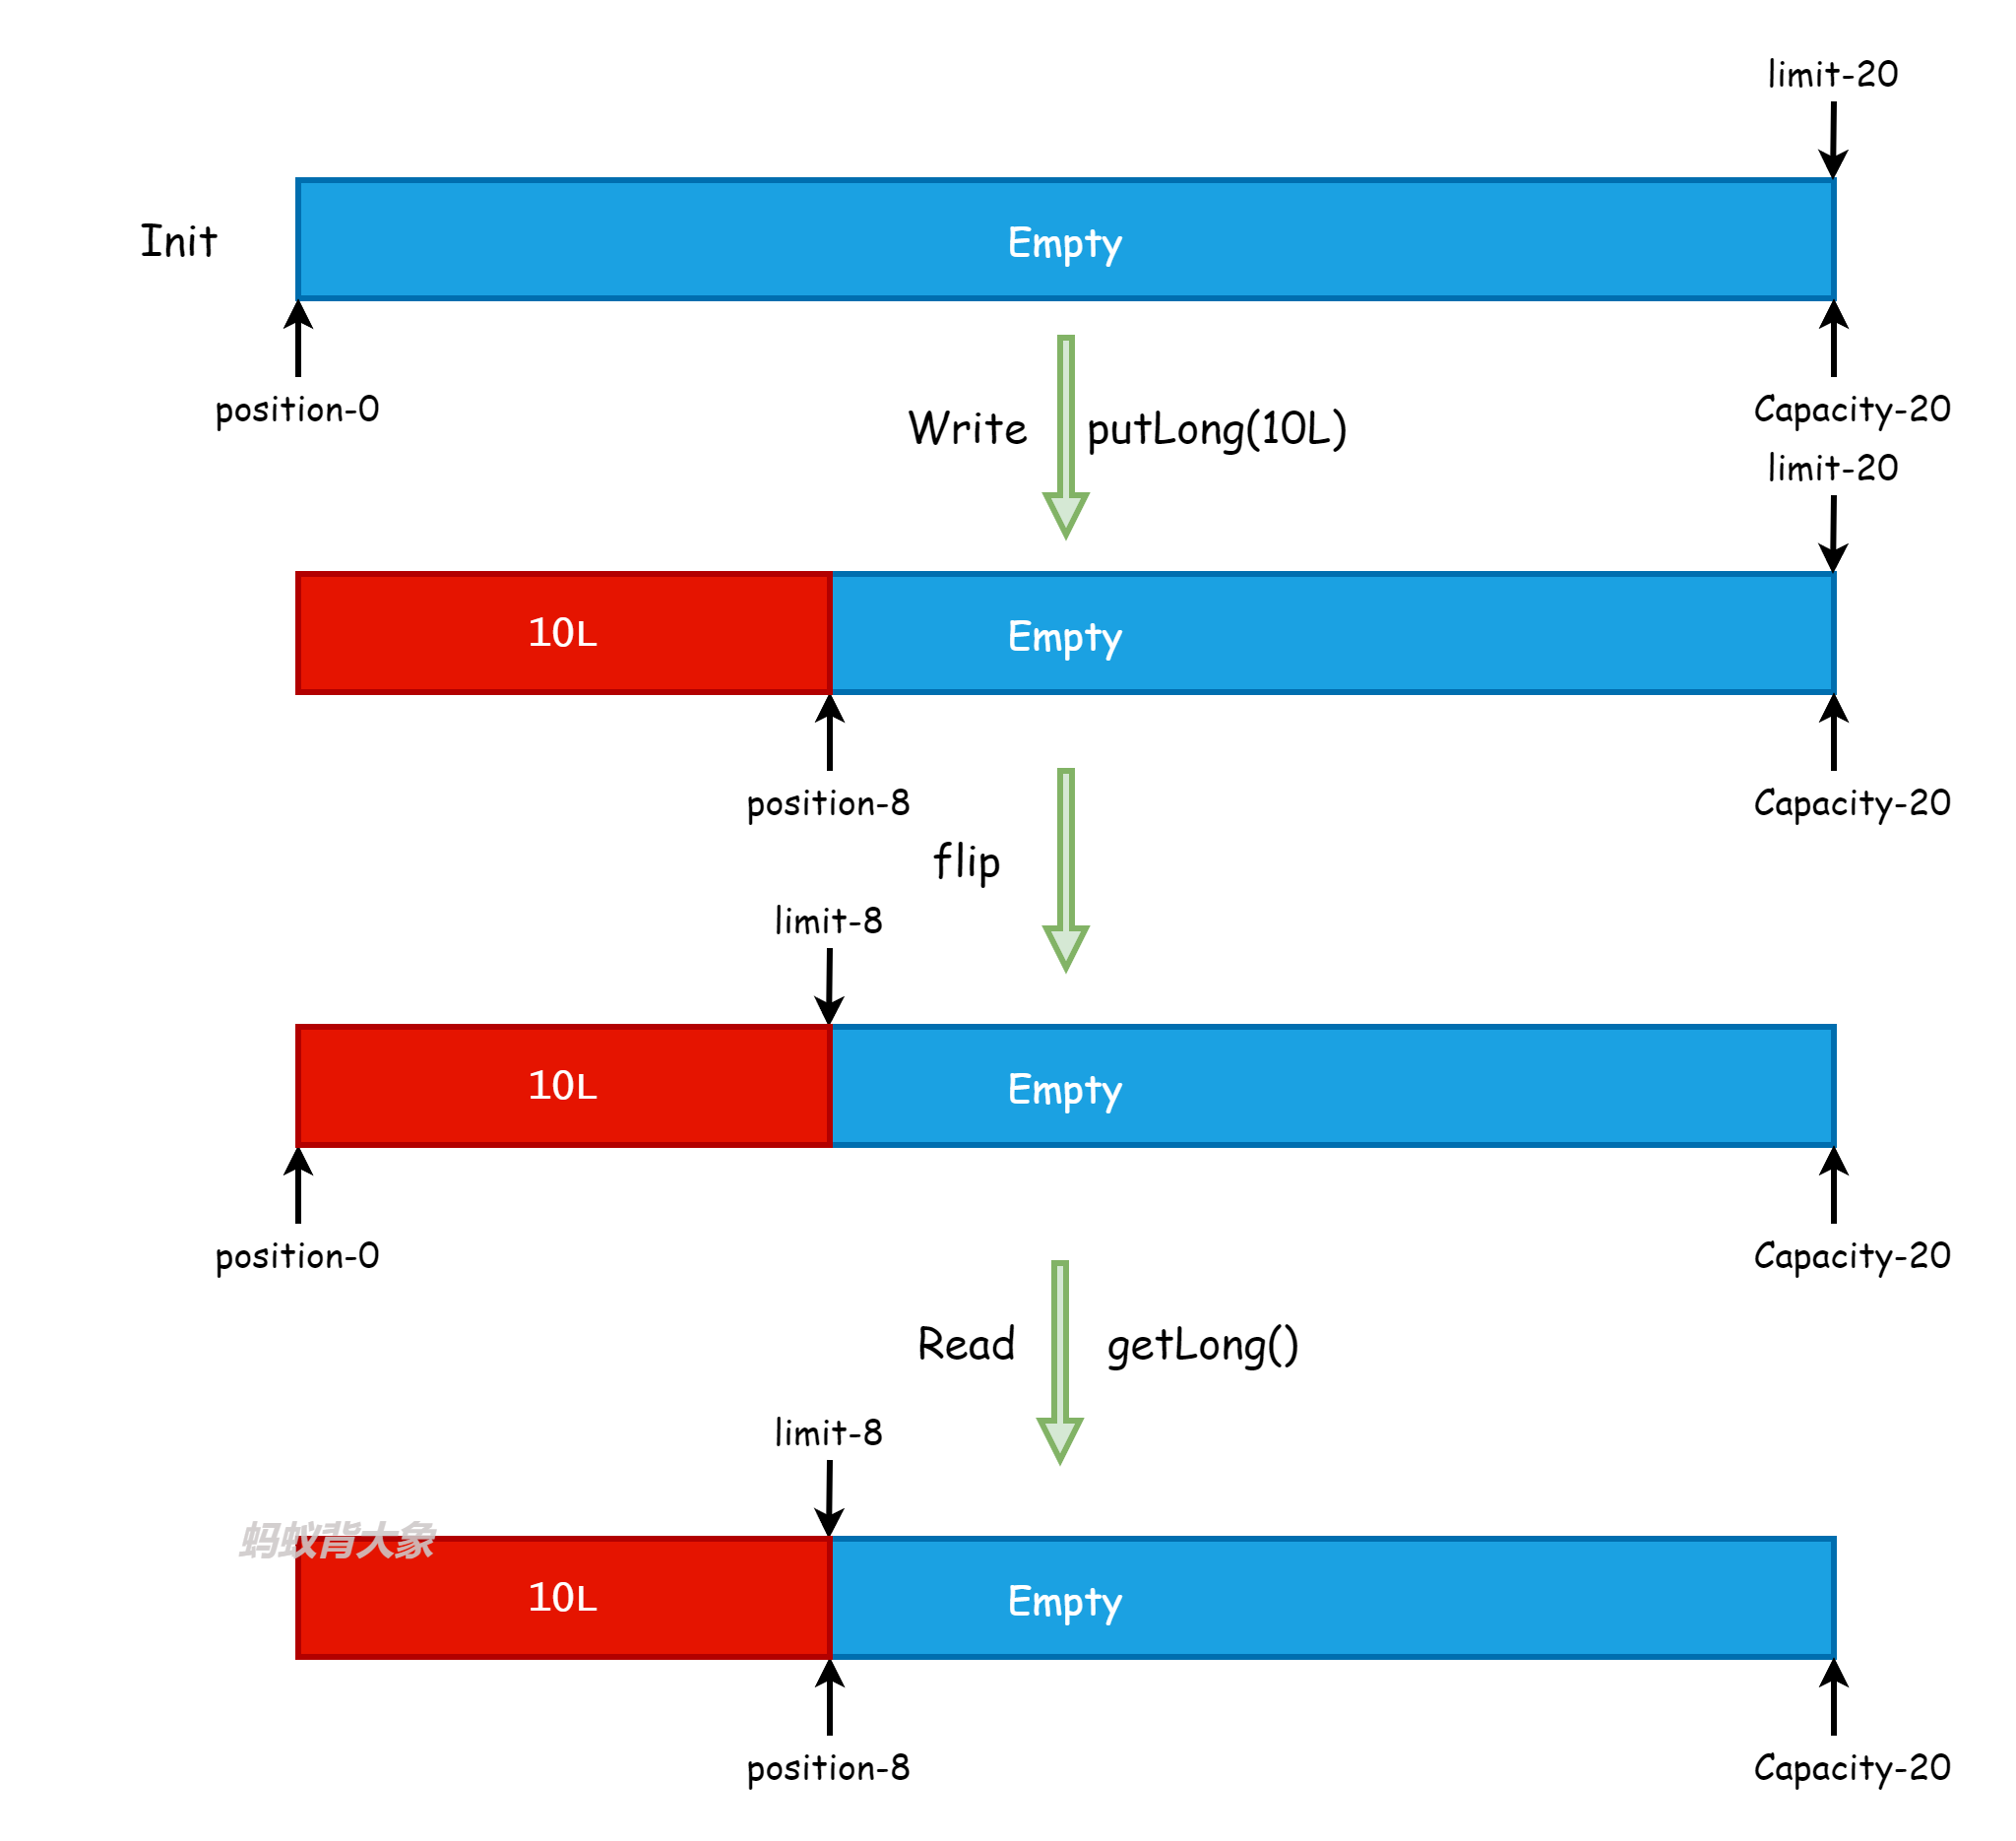 limit-20
Init
Empty
position-0
Capacity-20
Write putLong(10L)
limit-20
10L
Empty
position-8
Capacity-20
flip
limit-8
10L
Empty
position-0
Capacity-20
Read getLong()
limit-8
蚂蚁背大象
10L
Empty
position-8
Capacity-20